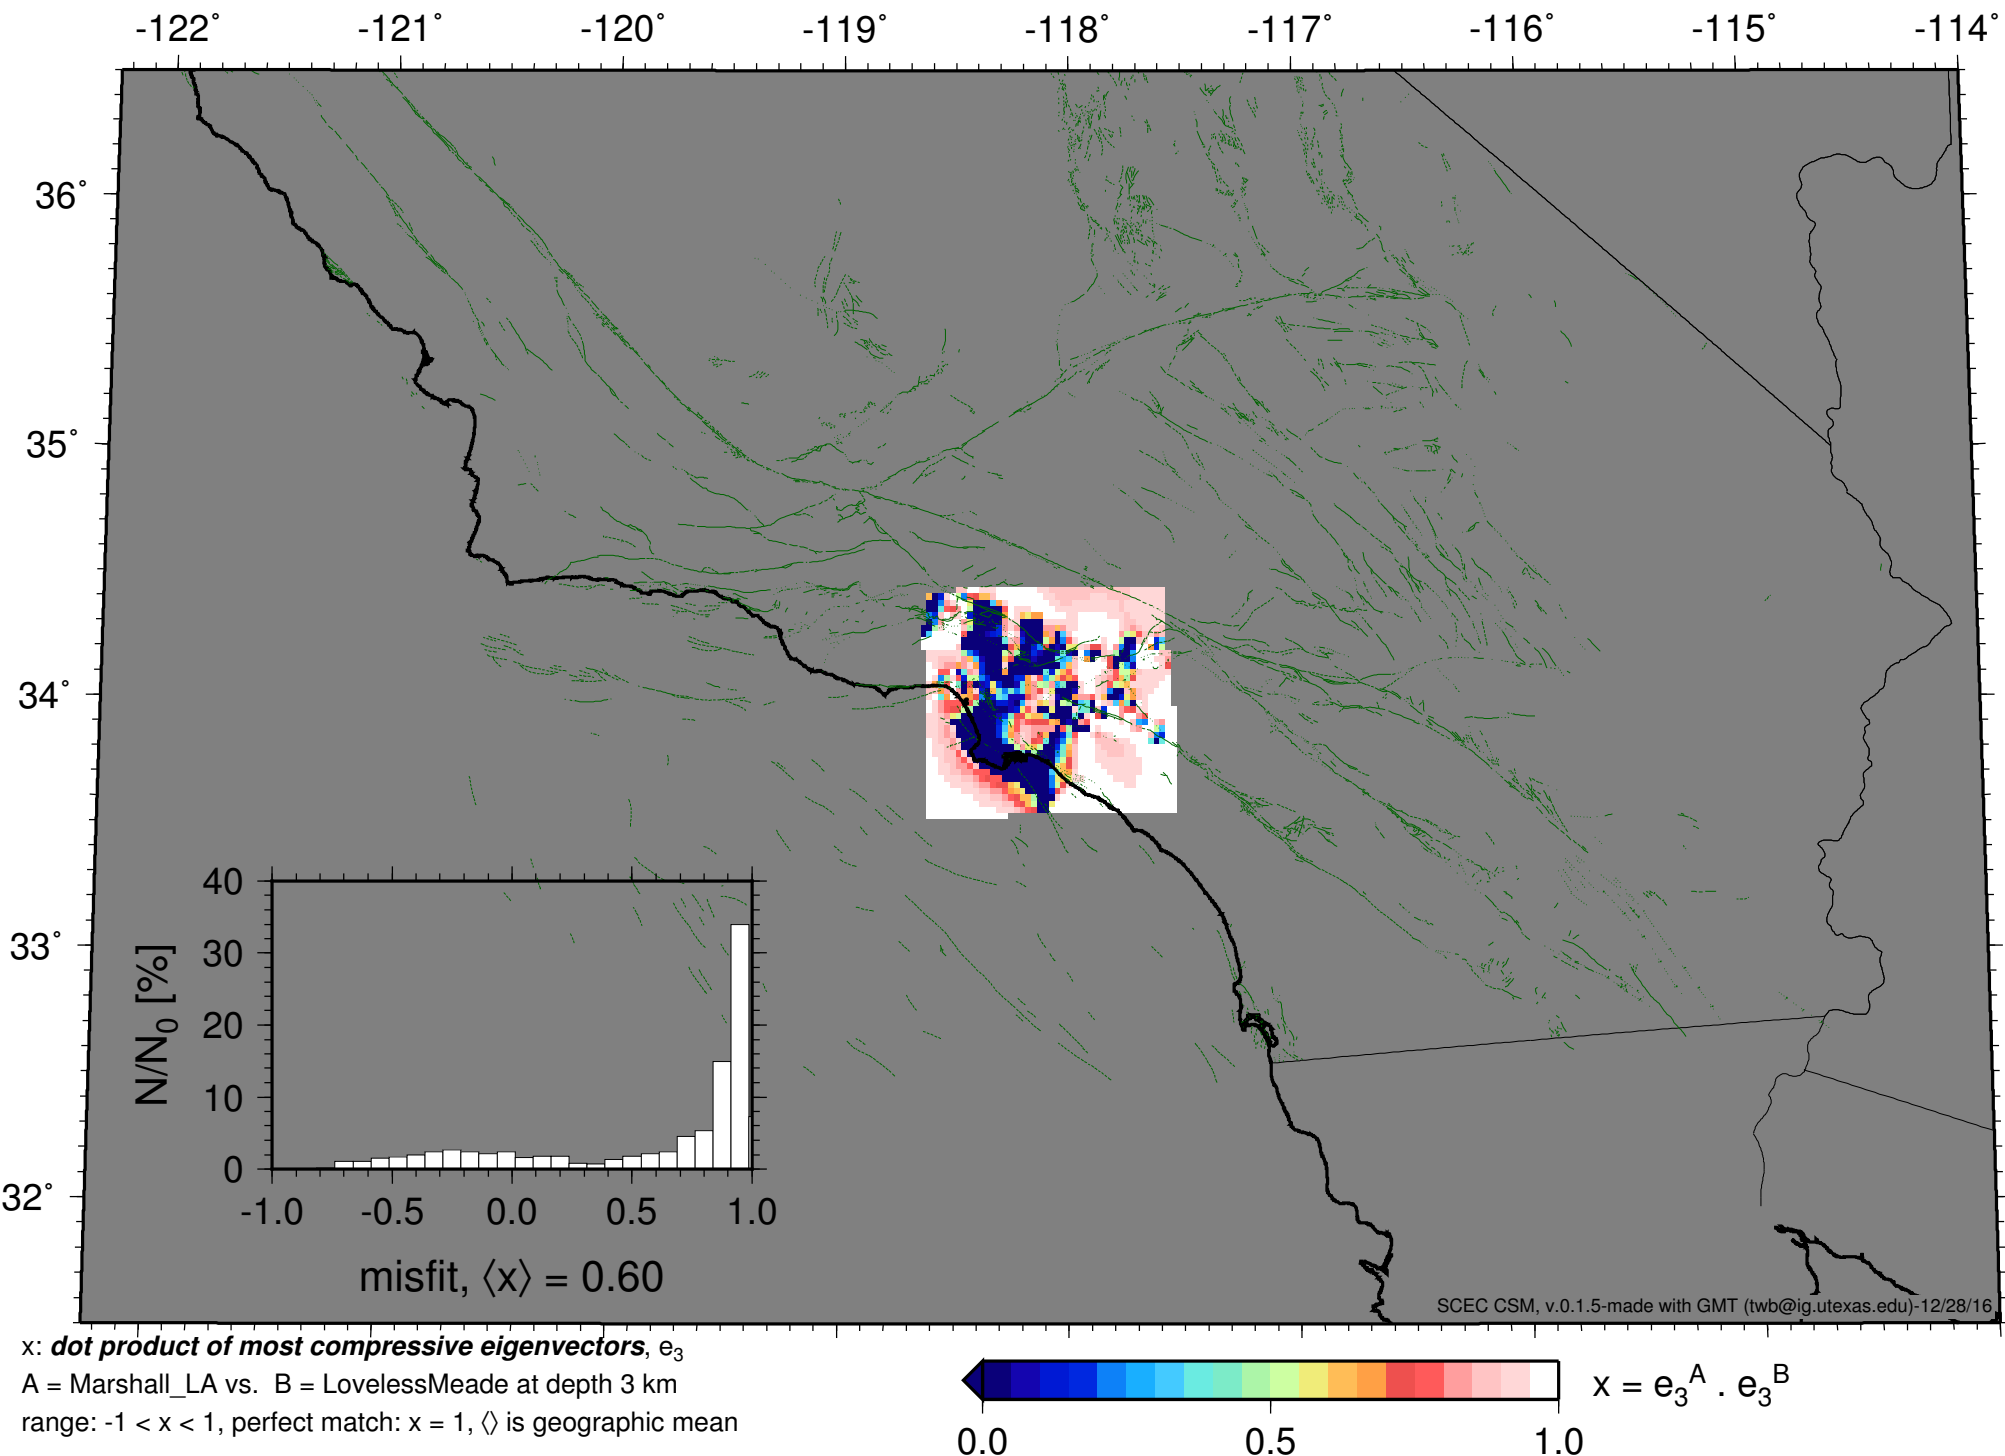 -122° -121° -120° -119° -118° -117° -116° -115° -114°
36°
35°
34°
33°
32°
40
30
20
10
0
N/N₀ [%]
-1.0 -0.5 0.0 0.5 1.0
misfit, ⟨x⟩ = 0.60
SCEC CSM, v.0.1.5-made with GMT (twb@ig.utexas.edu)-12/28/16
x: dot product of most compressive eigenvectors, e₃
A = Marshall_LA vs. B = LovelessMeade at depth 3 km
range: -1 < x < 1, perfect match: x = 1, ⟨⟩ is geographic mean
x = e₃ᴬ . e₃ᴮ
0.0 0.5 1.0